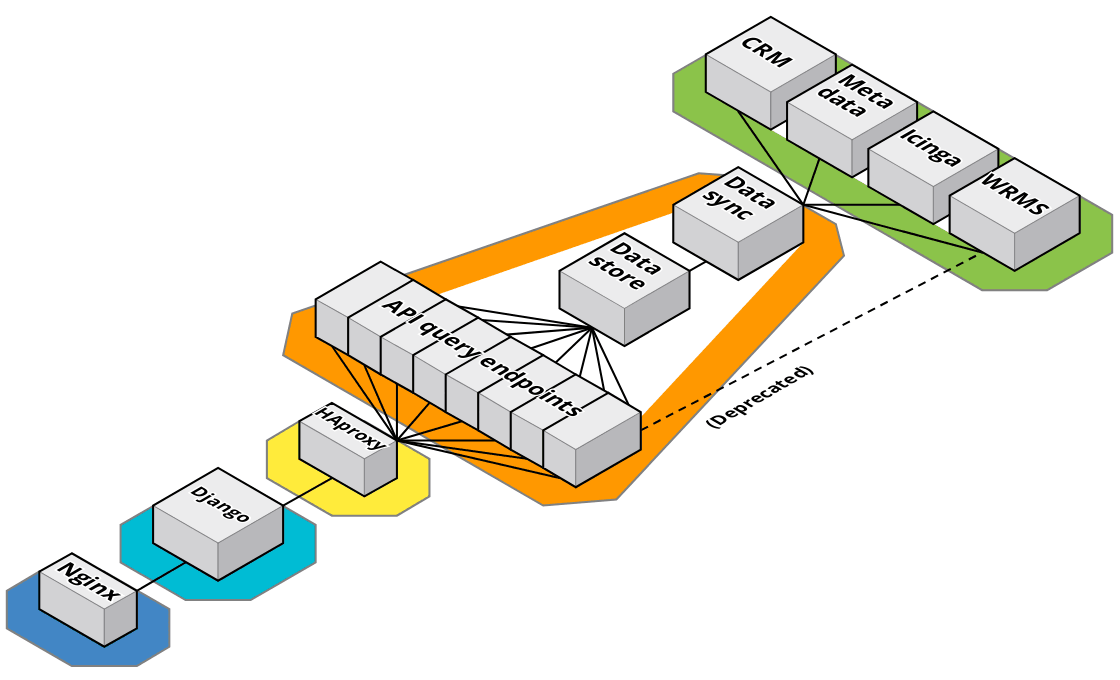 CRM
Meta
data
Icinga
WRMS
Data
sync
Data
store
API query endpoints
(Deprecated)
HAproxy
Django
Nginx